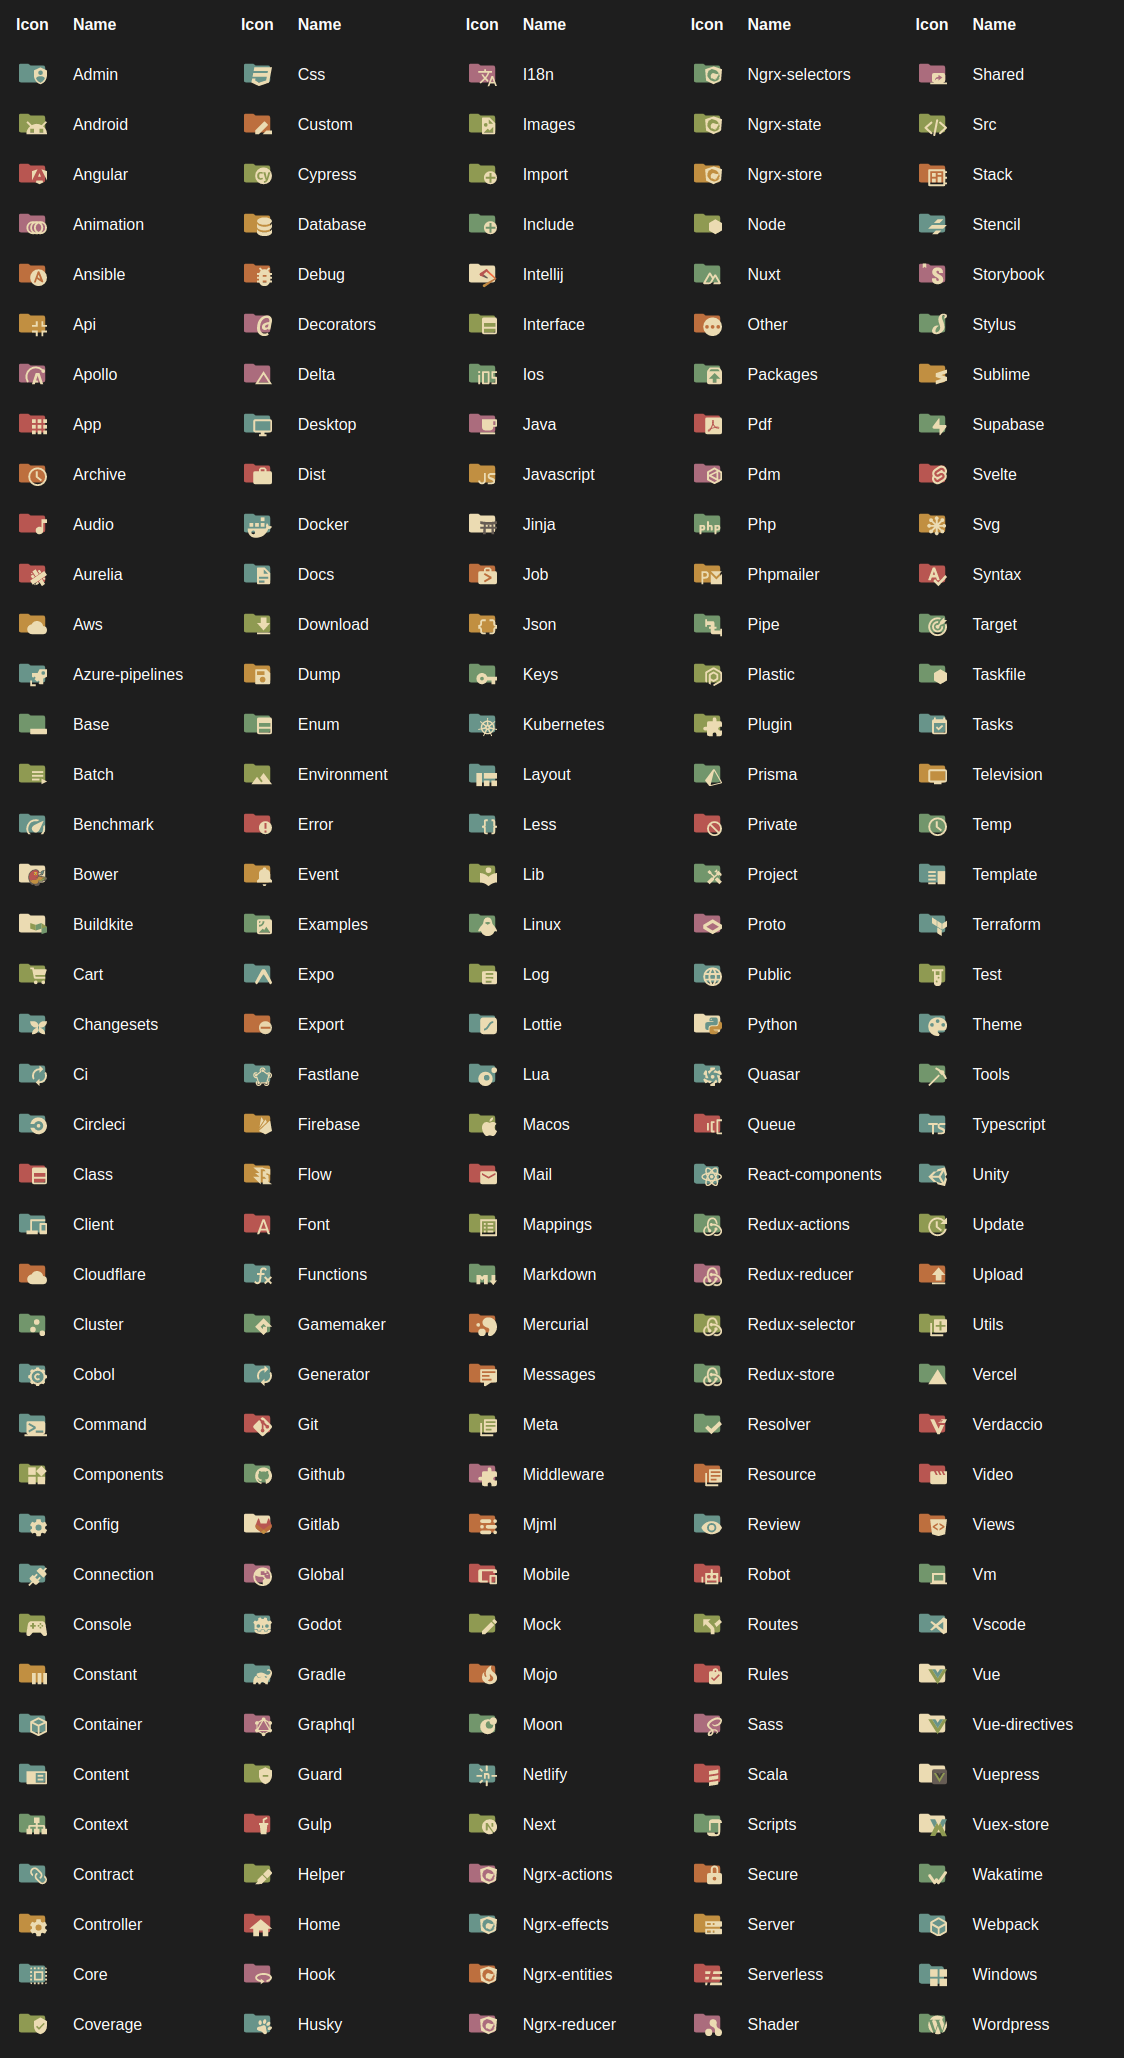 Icon Name Icon Name Icon Name Icon Name Icon Name
Admin Css I18n Ngrx-selectors Shared
Android Custom Images Ngrx-state Src
Angular Cypress Import Ngrx-store Stack
Animation Database Include Node Stencil
Ansible Debug Intellij Nuxt Storybook
Api Decorators Interface Other Stylus
Apollo Delta Ios Packages Sublime
App Desktop Java Pdf Supabase
Archive Dist Javascript Pdm Svelte
Audio Docker Jinja Php Svg
Aurelia Docs Job Phpmailer Syntax
Aws Download Json Pipe Target
Azure-pipelines Dump Keys Plastic Taskfile
Base Enum Kubernetes Plugin Tasks
Batch Environment Layout Prisma Television
Benchmark Error Less Private Temp
Bower Event Lib Project Template
Buildkite Examples Linux Proto Terraform
Cart Expo Log Public Test
Changesets Export Lottie Python Theme
Ci Fastlane Lua Quasar Tools
Circleci Firebase Macos Queue Typescript
Class Flow Mail React-components Unity
Client Font Mappings Redux-actions Update
Cloudflare Functions Markdown Redux-reducer Upload
Cluster Gamemaker Mercurial Redux-selector Utils
Cobol Generator Messages Redux-store Vercel
Command Git Meta Resolver Verdaccio
Components Github Middleware Resource Video
Config Gitlab Mjml Review Views
Connection Global Mobile Robot Vm
Console Godot Mock Routes Vscode
Constant Gradle Mojo Rules Vue
Container Graphql Moon Sass Vue-directives
Content Guard Netlify Scala Vuepress
Context Gulp Next Scripts Vuex-store
Contract Helper Ngrx-actions Secure Wakatime
Controller Home Ngrx-effects Server Webpack
Core Hook Ngrx-entities Serverless Windows
Coverage Husky Ngrx-reducer Shader Wordpress